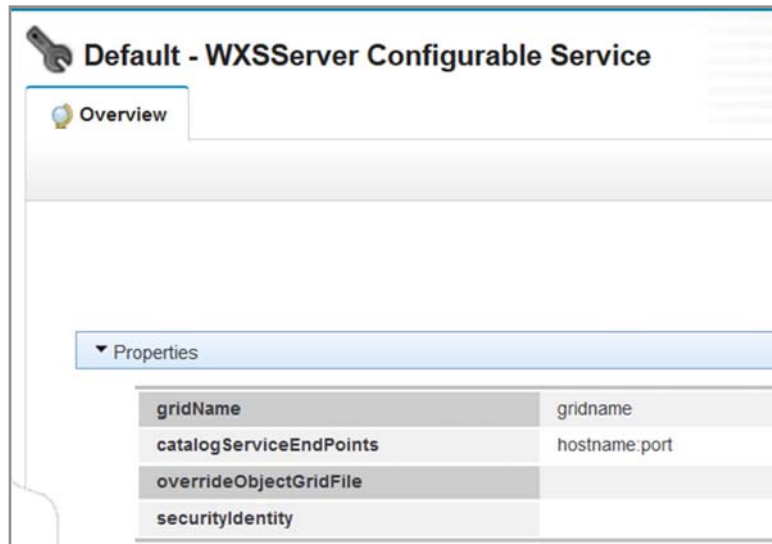 Default - WXSServer Configurable Service
Overview
Properties
gridName gridname
catalogServiceEndPoints hostname:port
overrideObjectGridFile
securityIdentity